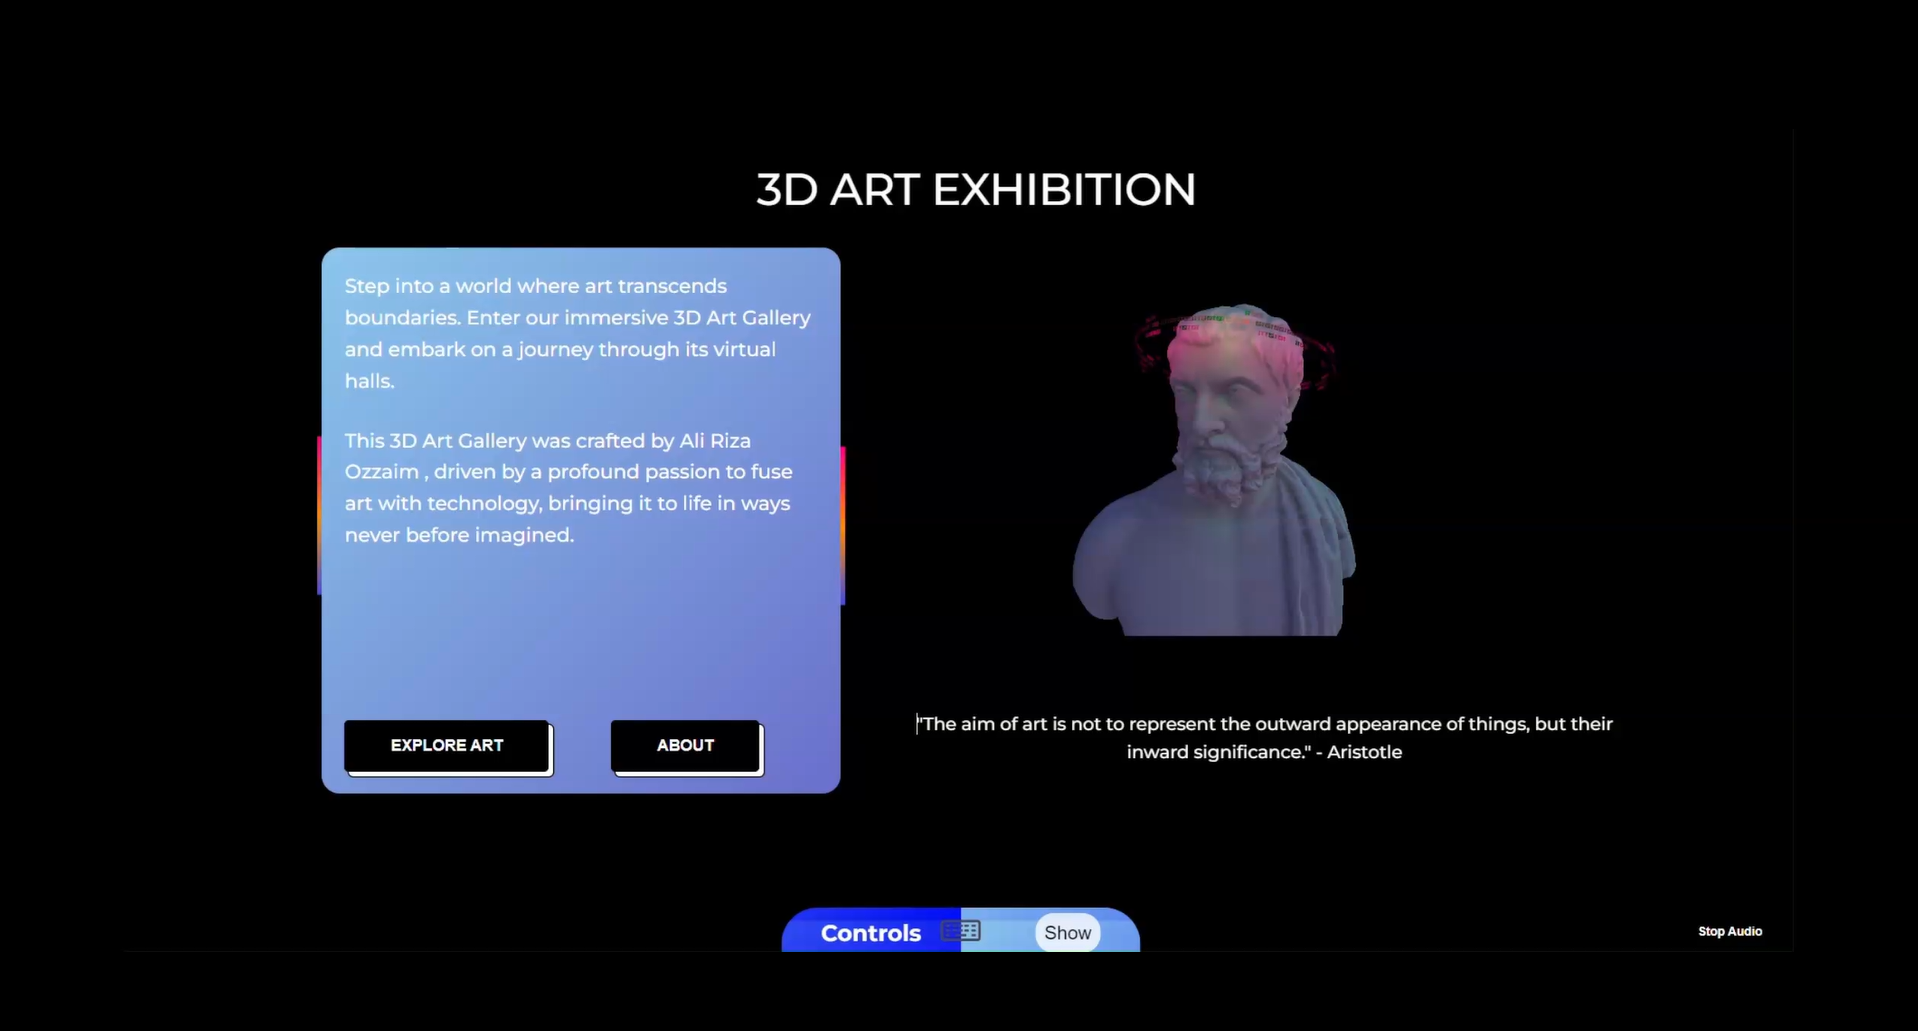 3D ART EXHIBITION
Step into a world where art transcends
boundaries. Enter our immersive 3D Art Gallery
and embark on a journey through its virtual
halls.
This 3D Art Gallery was crafted by Ali Riza
Ozzaim , driven by a profound passion to fuse
art with technology, bringing it to life in ways
never before imagined.
EXPLORE ART
ABOUT
"The aim of art is not to represent the outward appearance of things, but their
inward significance." - Aristotle
Controls
Show
Stop Audio